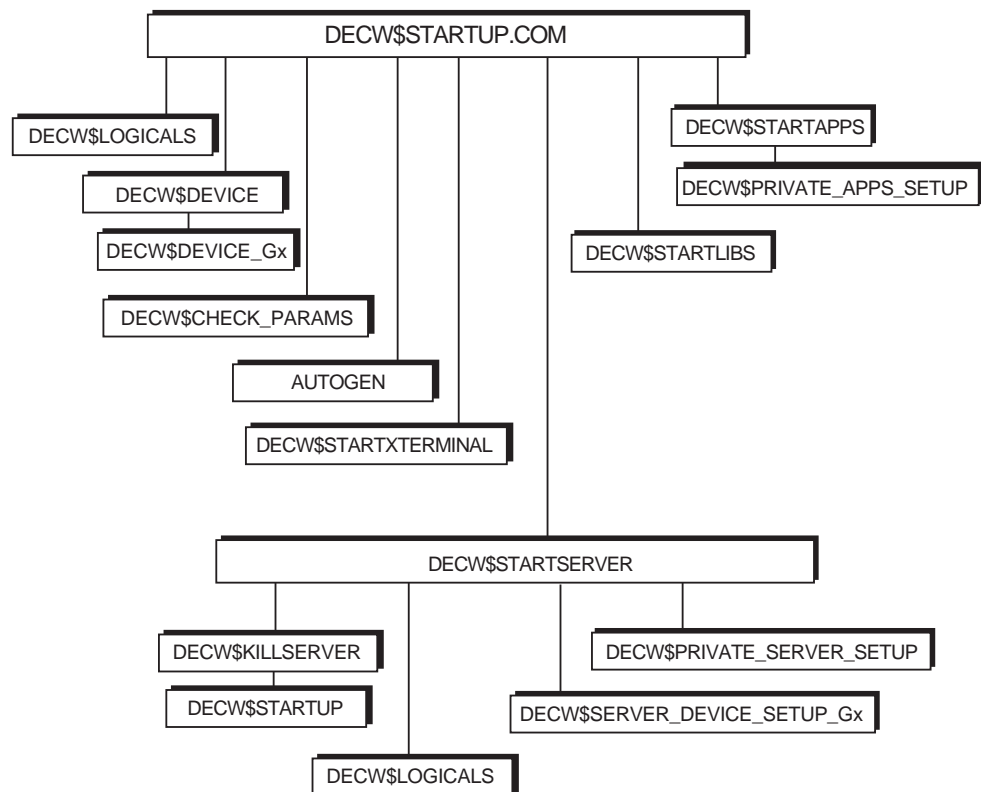 DECW$STARTUP.COM
DECW$LOGICALS
DECW$STARTAPPS
DECW$DEVICE
DECW$PRIVATE_APPS_SETUP
DECW$DEVICE_Gx
DECW$STARTLIBS
DECW$CHECK_PARAMS
AUTOGEN
DECW$STARTXTERMINAL
DECW$STARTSERVER
DECW$KILLSERVER
DECW$PRIVATE_SERVER_SETUP
DECW$STARTUP
DECW$SERVER_DEVICE_SETUP_Gx
DECW$LOGICALS